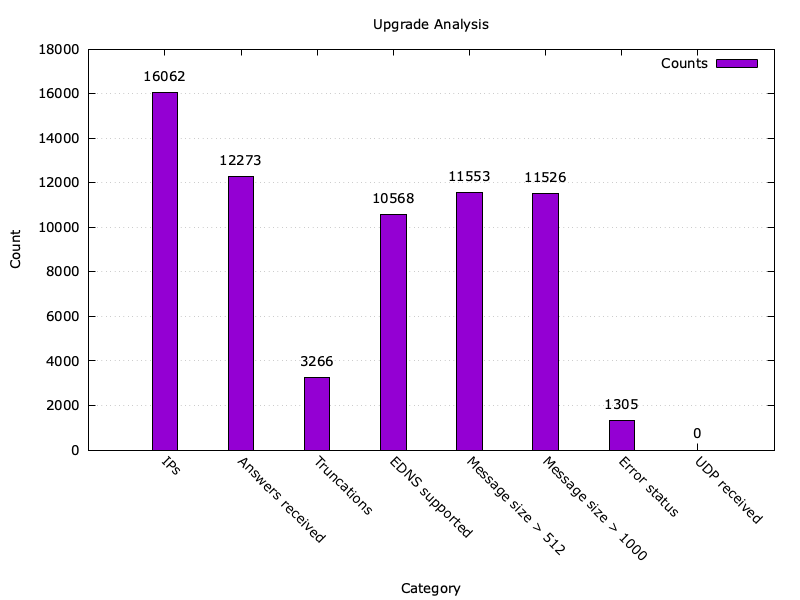 Upgrade Analysis
Counts
Count
18000
16000
14000
12000
10000
8000
6000
4000
2000
0
16062
12273
3266
10568
11553
11526
1305
0
IPs
Answers received
Truncations
EDNS supported
Message size > 512
Message size > 1000
Error status
UDP received
Category